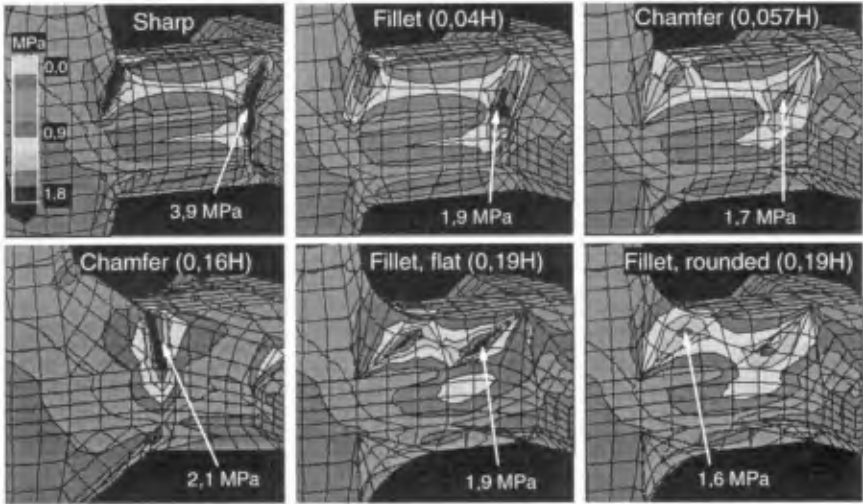 Sharp
MPa
0,0
0,9
1,8
3,9 MPa
Fillet (0,04H)
1,9 MPa
Chamfer (0,057H)
1,7 MPa
Chamfer (0,16H)
2,1 MPa
Fillet, flat (0,19H)
1,9 MPa
Fillet, rounded (0,19H)
1,6 MPa